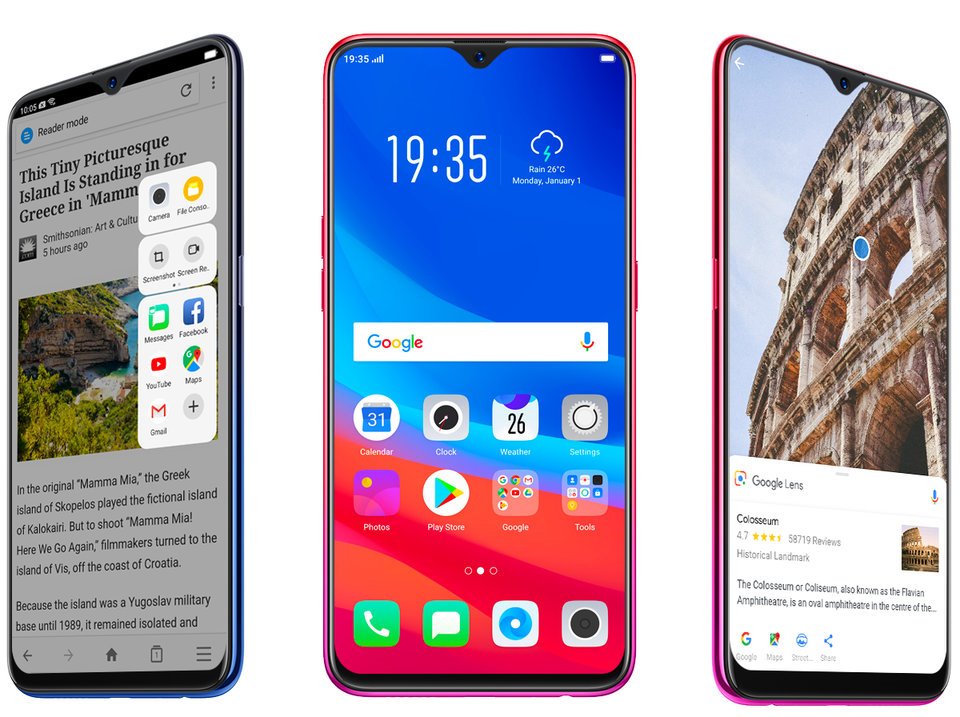 10:05
Reader mode
This Tiny Picturesque
Island Is Standing in for
Greece in 'Mamm
Smithsonian: Art & Cultu
5 hours ago
Camera
File Conso..
Screenshot
Screen Re..
Messages
Facebook
YouTube
Maps
Gmail
In the original "Mamma Mia," the Greek
island of Skopelos played the fictional island
of Kalokairi. But to shoot "Mamma Mia!
Here We Go Again," filmmakers turned to the
island of Vis, off the coast of Croatia.
Because the island was a Yugoslav military
base until 1989, it remained isolated and
1
19:35
19:35
Rain 26°C
Monday, January 1
Google
31
26
Calendar
Clock
Weather
Settings
Photos
Play Store
Google
Tools
Google Lens
Colosseum
4.7
58719 Reviews
Historical Landmark
The Colosseum or Coliseum, also known as the Flavian
Amphitheatre, is an oval amphitheatre in the centre of the...
Google
Maps
Street...
Share